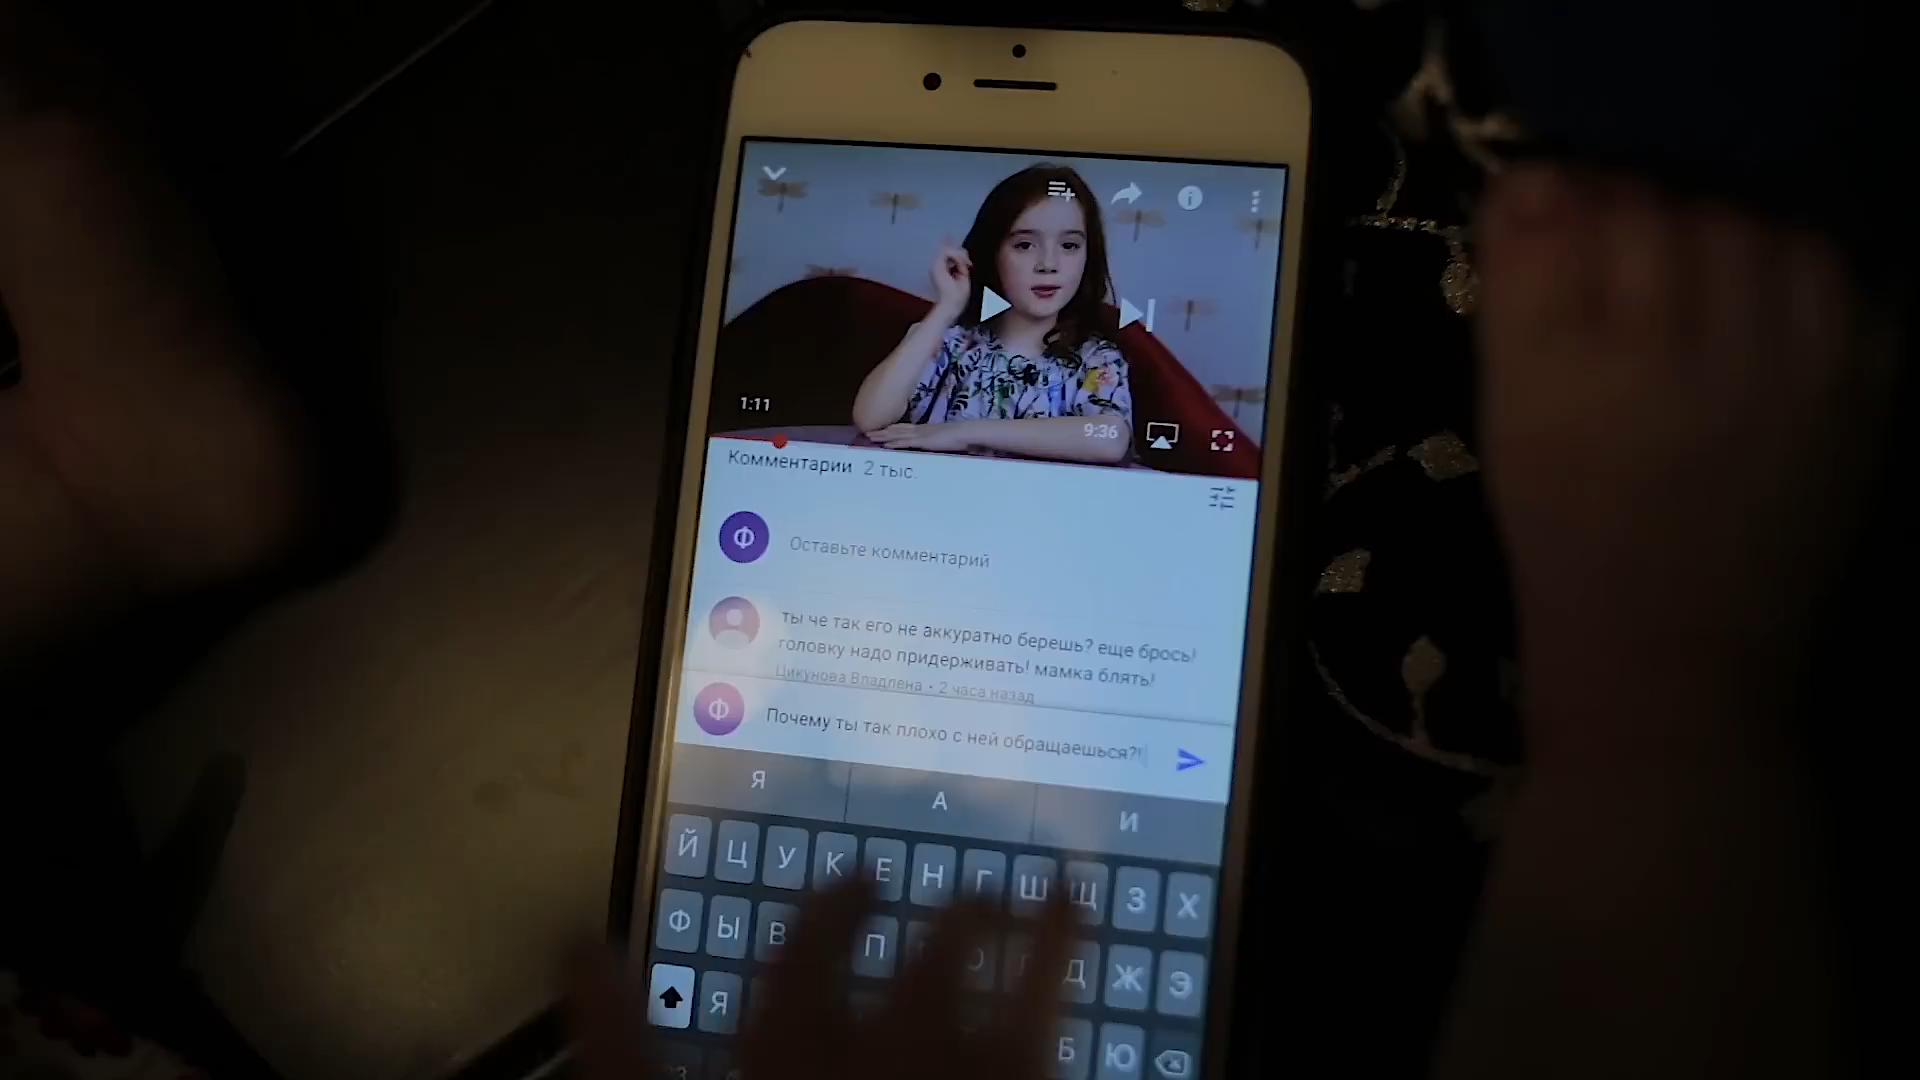 1:11
9:36
Комментарии 2 тыс.
Ф
Оставьте комментарий
ты че так его не аккуратно берешь? еще брось!
головку надо придерживать! мамка блять!
Цикунова Владлена • 2 часа назад
Ф
Почему ты так плохо с ней обращаешься?!
Я А И
Й Ц У К Е Н Г Ш Щ З Х
Ф Ы В П Д Ж Э
Я Б Ю